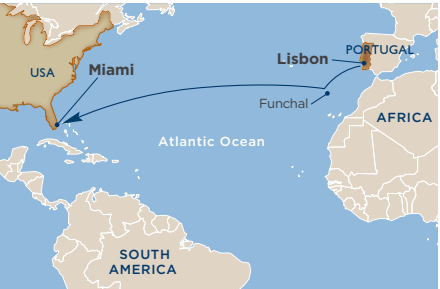 PORTUGAL
Lisbon
USA
Miami
Funchal
AFRICA
Atlantic Ocean
SOUTH
AMERICA